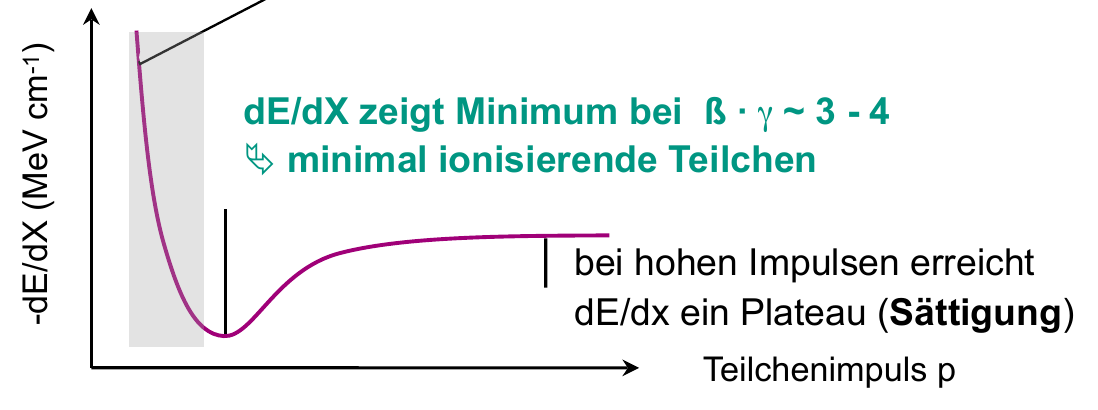 -dE/dX (MeV cm-1)
dE/dX zeigt Minimum bei ß · γ ~ 3 - 4
minimal ionisierende Teilchen
bei hohen Impulsen erreicht
dE/dx ein Plateau (Sättigung)
Teilchenimpuls p